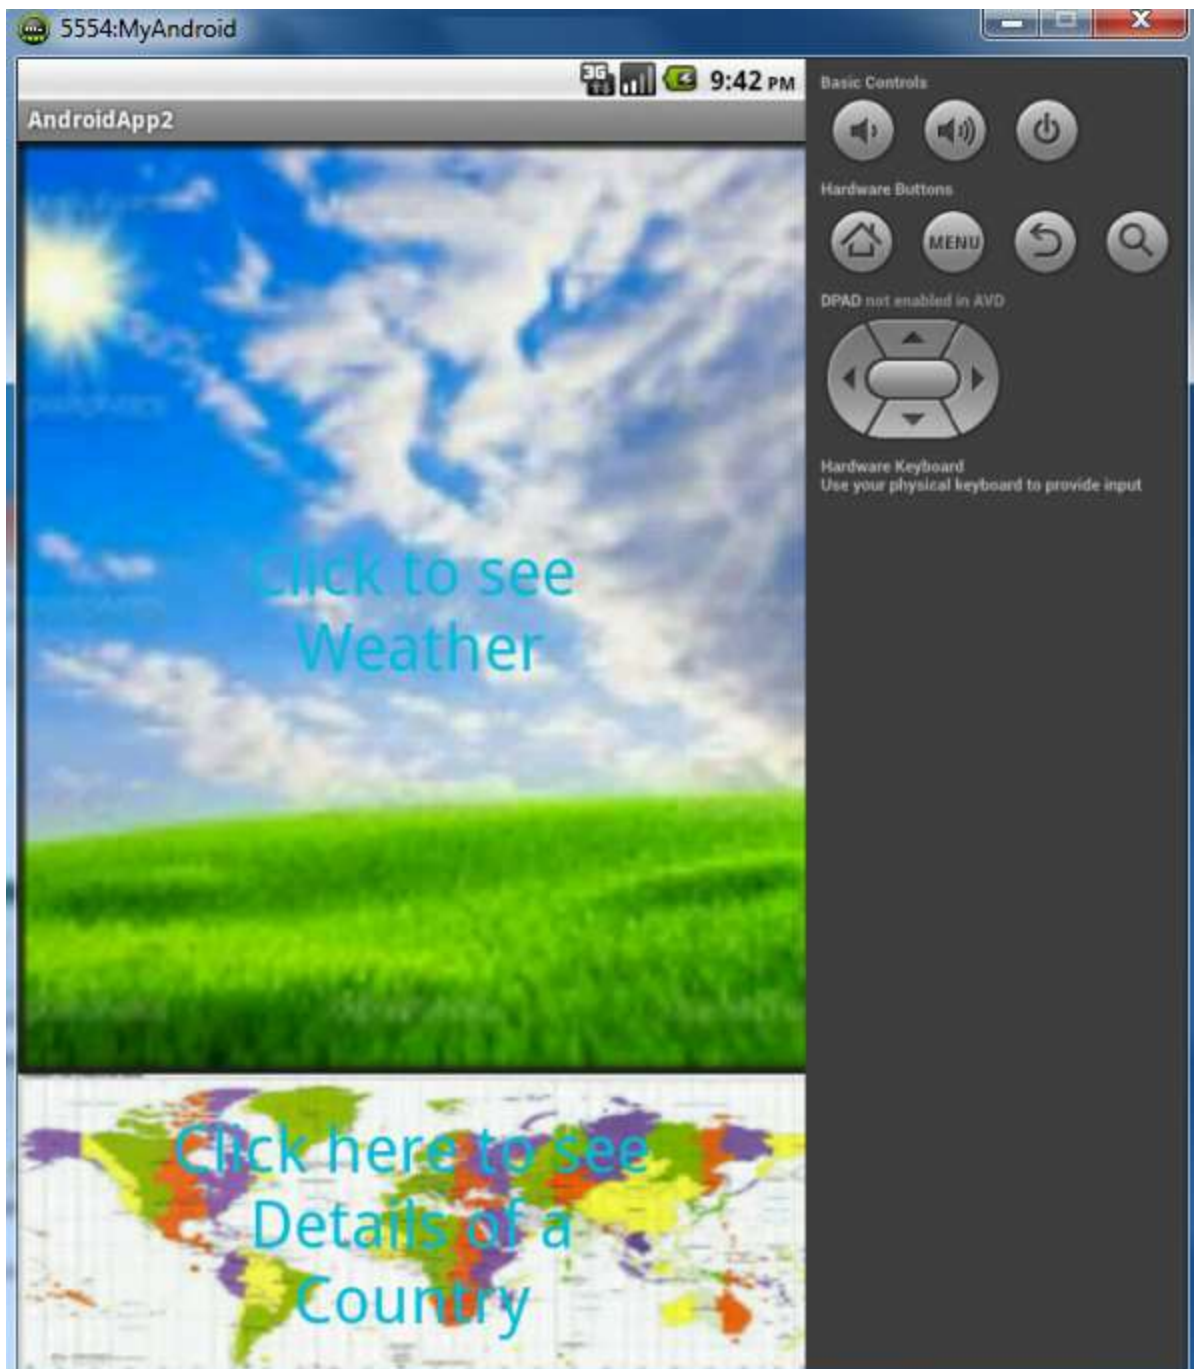 5554:MyAndroid
3G
9:42 PM
AndroidApp2
Click to see
Weather
Click here to see
Details of a
Country
Basic Controls
Hardware Buttons
MENU
DPAD not enabled in AVD
Hardware Keyboard
Use your physical keyboard to provide input